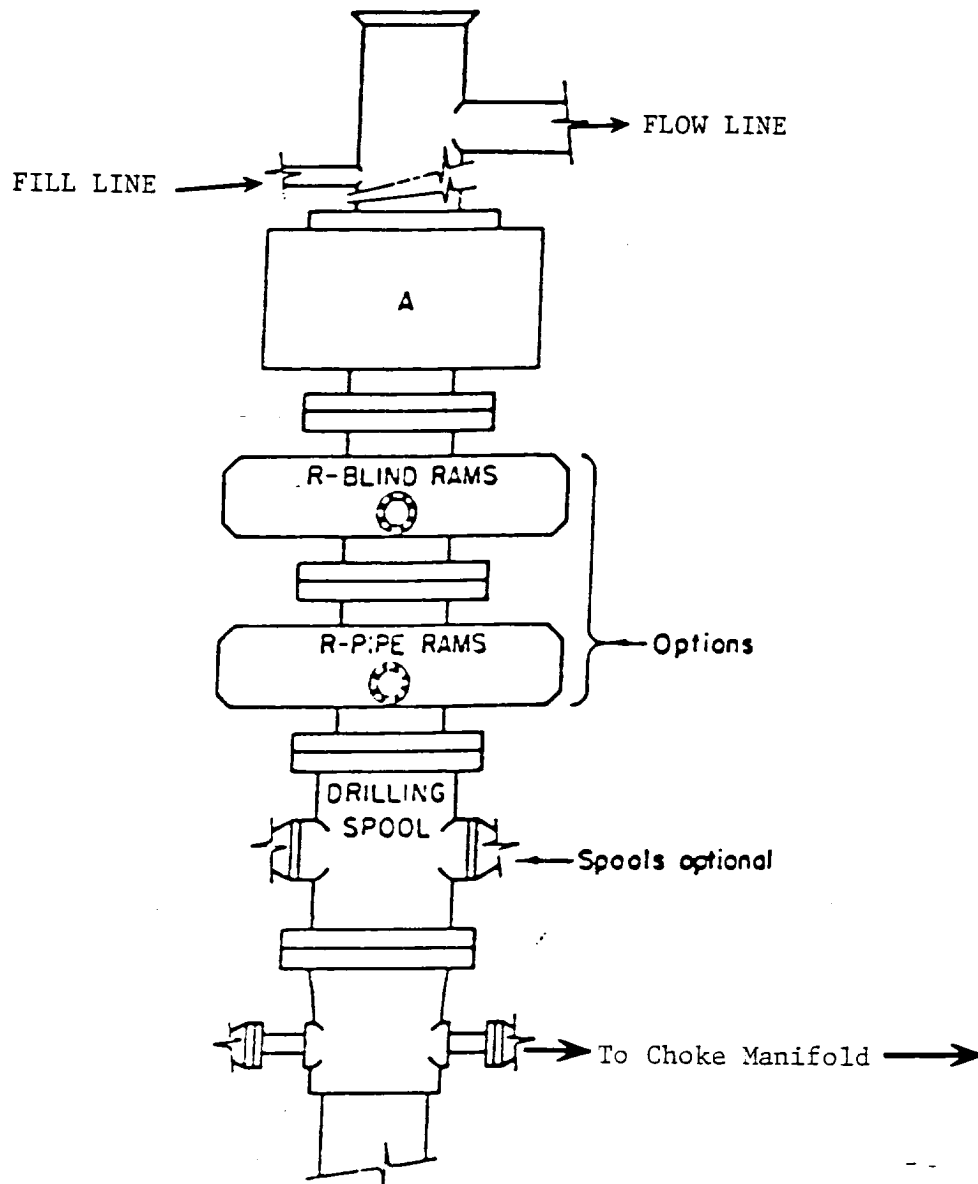 FLOW LINE
FILL LINE
A
R-BLIND RAMS
R-PIPE RAMS
Options
DRILLING
SPOOL
Spools optional
To Choke Manifold